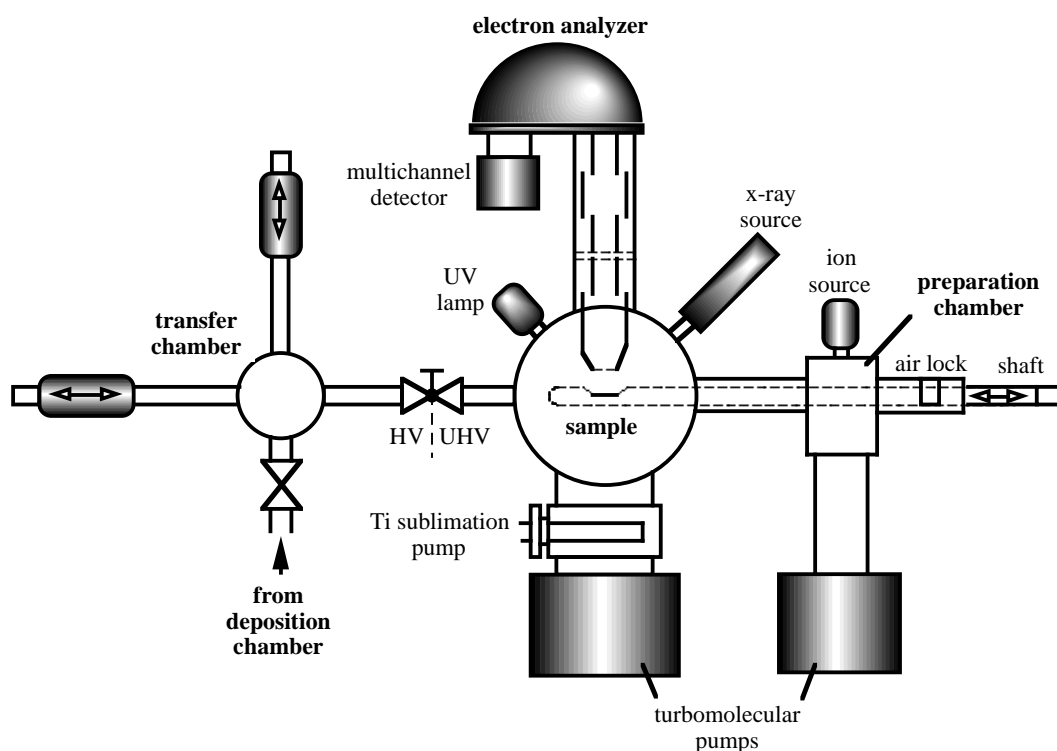 electron analyzer
multichannel
detector
x-ray
source
UV
lamp
ion
source
preparation
chamber
transfer
chamber
air lock
shaft
HV
UHV
sample
Ti sublimation
pump
from
deposition
chamber
turbomolecular
pumps